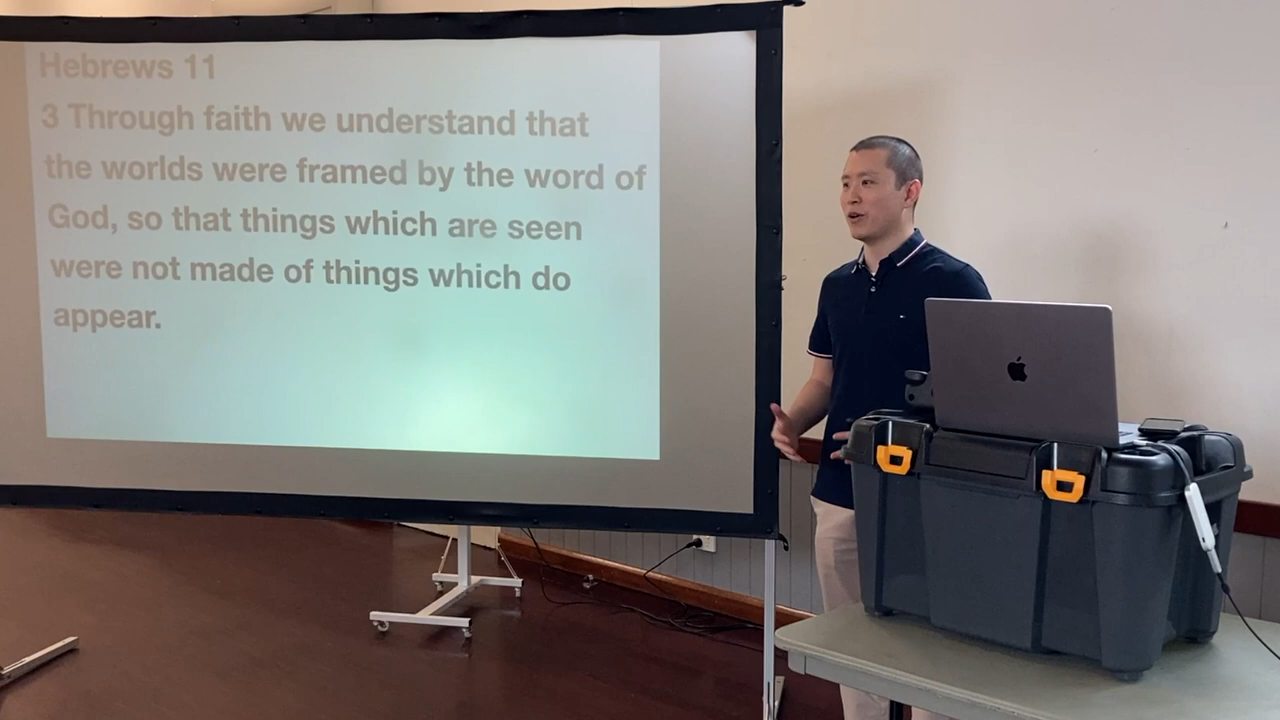 Hebrews 11
3 Through faith we understand that
the worlds were framed by the word of
God, so that things which are seen
were not made of things which do
appear.